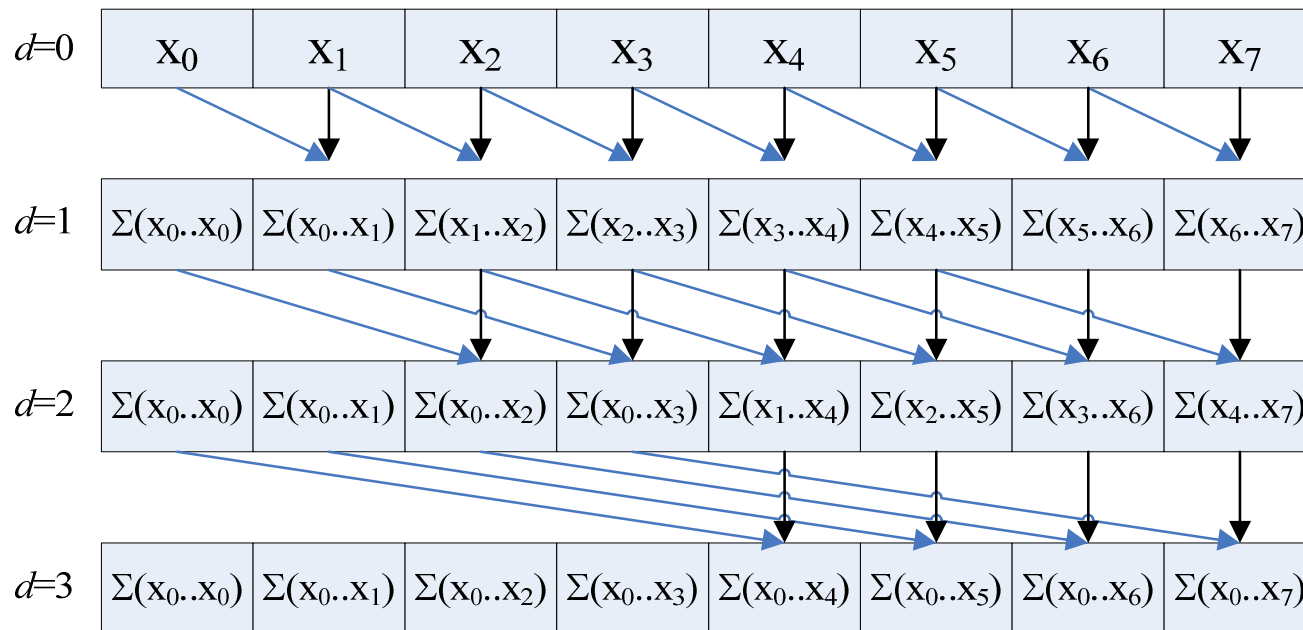 d=0 x₀ x₁ x₂ x₃ x₄ x₅ x₆ x₇
d=1 Σ(x₀..x₀) Σ(x₀..x₁) Σ(x₁..x₂) Σ(x₂..x₃) Σ(x₃..x₄) Σ(x₄..x₅) Σ(x₅..x₆) Σ(x₆..x₇)
d=2 Σ(x₀..x₀) Σ(x₀..x₁) Σ(x₀..x₂) Σ(x₀..x₃) Σ(x₁..x₄) Σ(x₂..x₅) Σ(x₃..x₆) Σ(x₄..x₇)
d=3 Σ(x₀..x₀) Σ(x₀..x₁) Σ(x₀..x₂) Σ(x₀..x₃) Σ(x₀..x₄) Σ(x₀..x₅) Σ(x₀..x₆) Σ(x₀..x₇)